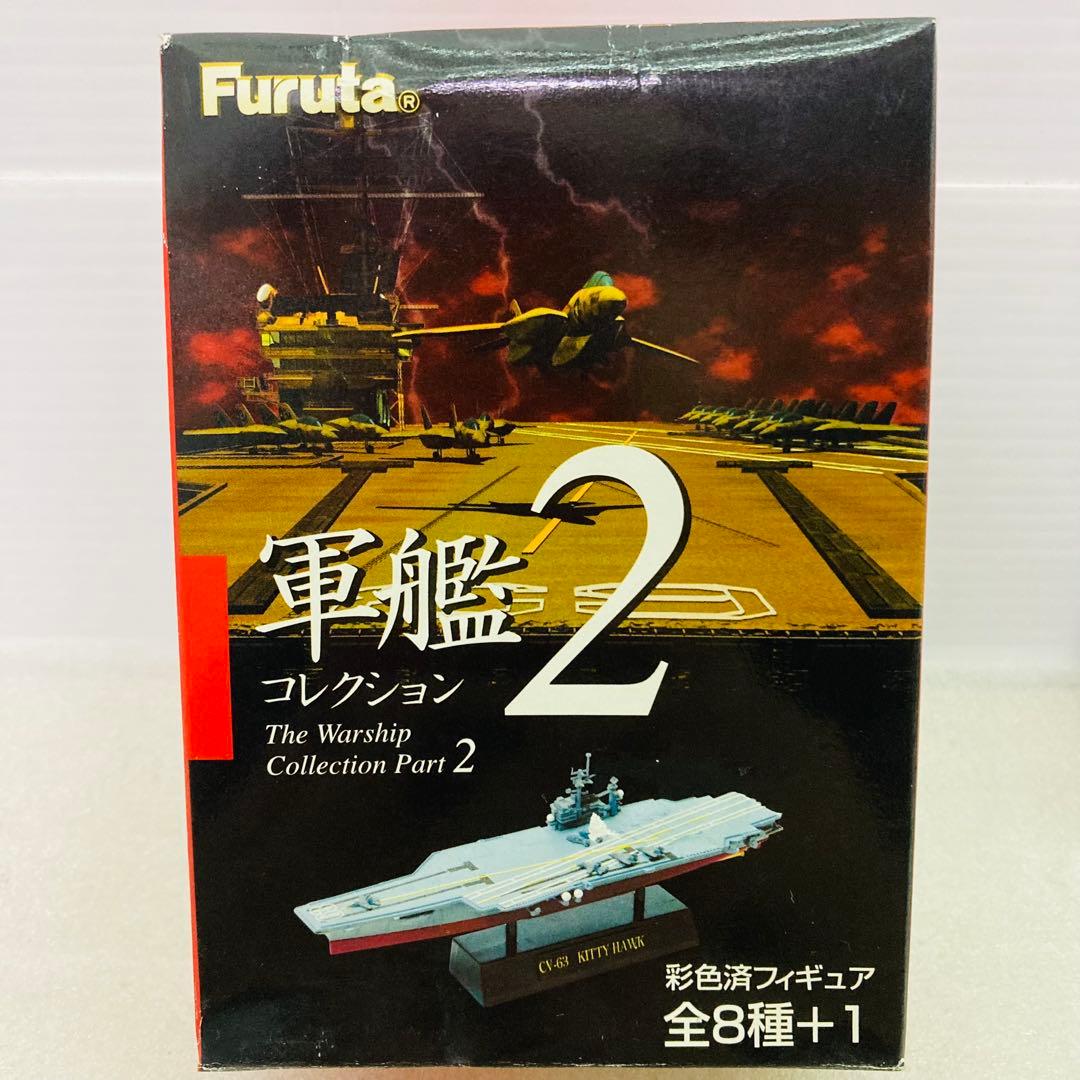 Furuta®
軍艦2
コレクション
The Warship
Collection Part 2
CV-63 KITTY HAWK
彩色済フィギュア
全8種+1